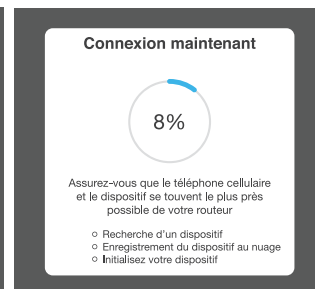 Connexion maintenant
8%
Assurez-vous que le téléphone cellulaire
et le dispositif se touvent le plus près
possible de votre routeur
Recherche d'un dispositif
Enregistrement du dispositif au nuage
Initialisez votre dispositif